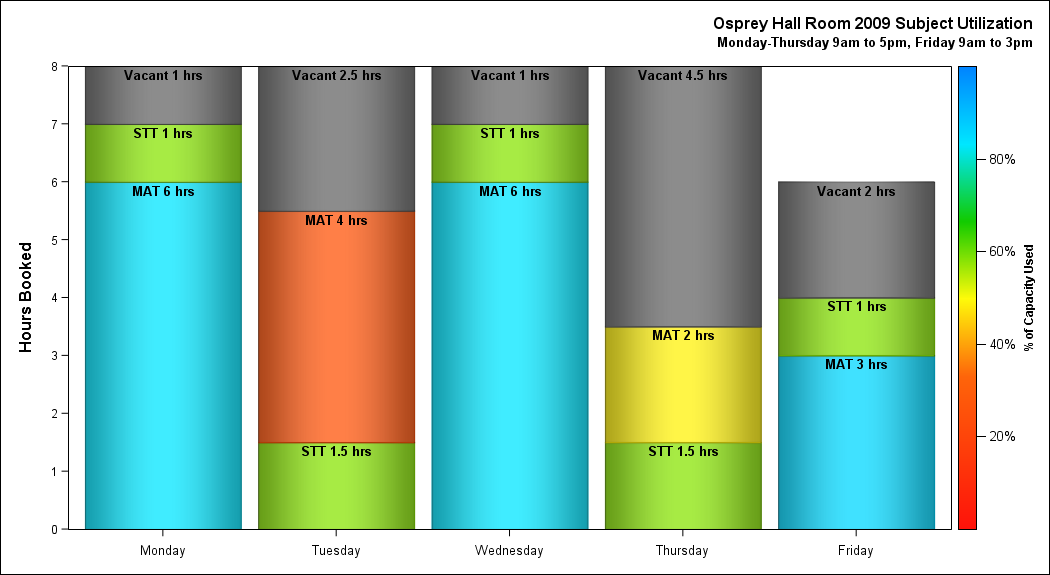 Osprey Hall Room 2009 Subject Utilization
Monday-Thursday 9am to 5pm, Friday 9am to 3pm
Hours Booked
8
7
6
5
4
3
2
1
0
Vacant 1 hrs
STT 1 hrs
MAT 6 hrs
Vacant 2.5 hrs
MAT 4 hrs
STT 1.5 hrs
Vacant 1 hrs
STT 1 hrs
MAT 6 hrs
Vacant 4.5 hrs
MAT 2 hrs
STT 1.5 hrs
Vacant 2 hrs
STT 1 hrs
MAT 3 hrs
Monday
Tuesday
Wednesday
Thursday
Friday
80%
60%
40%
20%
% of Capacity Used